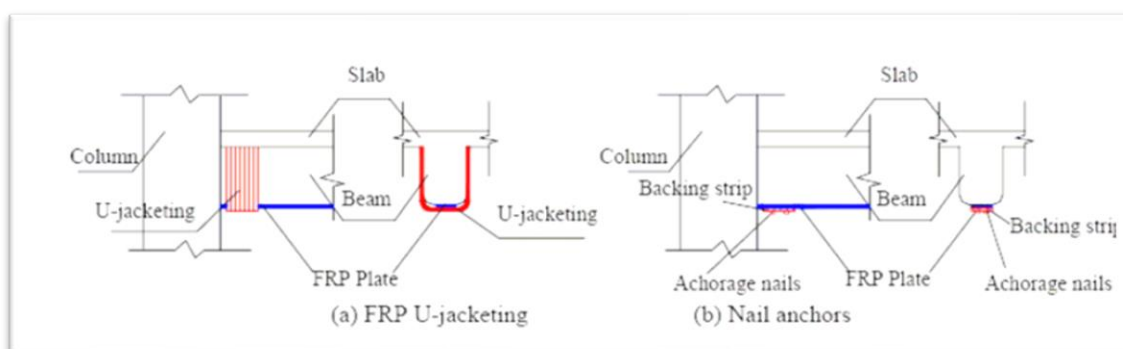 Slab
Column
U-jacketing
Beam
U-jacketing
FRP Plate
(a) FRP U-jacketing
Slab
Column
Backing strip
Beam
Backing strip
Achorage nails
FRP Plate
Achorage nails
(b) Nail anchors